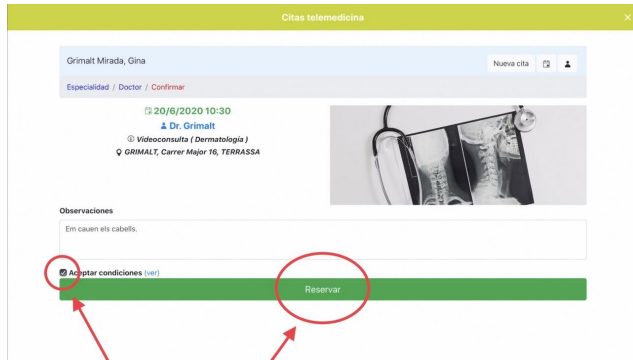 Citas telemedicina
Grimalt Mirada, Gina
Nueva cita
Especialidad / Doctor / Confirmar
20/6/2020 10:30
Dr. Grimalt
Videoconsulta ( Dermatología )
GRIMALT, Carrer Major 16, TERRASSA
Observaciones
Em cauen els cabells.
Aceptar condiciones (ver)
Reservar